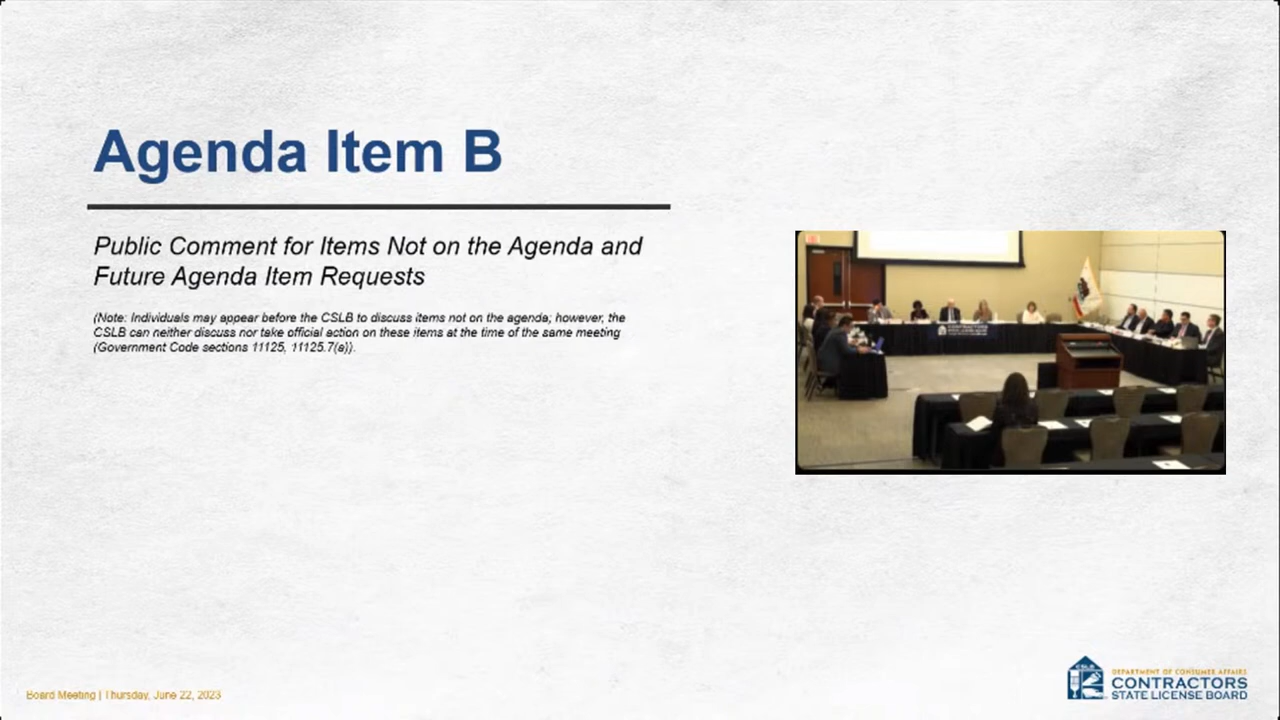 Agenda Item B
Public Comment for Items Not on the Agenda and
Future Agenda Item Requests
(Note: Individuals may appear before the CSLB to discuss items not on the agenda; however, the
CSLB can neither discuss nor take official action on these items at the time of the same meeting
(Government Code sections 11125, 11125.7(a)).
Board Meeting | Thursday, June 22, 2023
CSLB
DEPARTMENT OF CONSUMER AFFAIRS
CONTRACTORS
STATE LICENSE BOARD